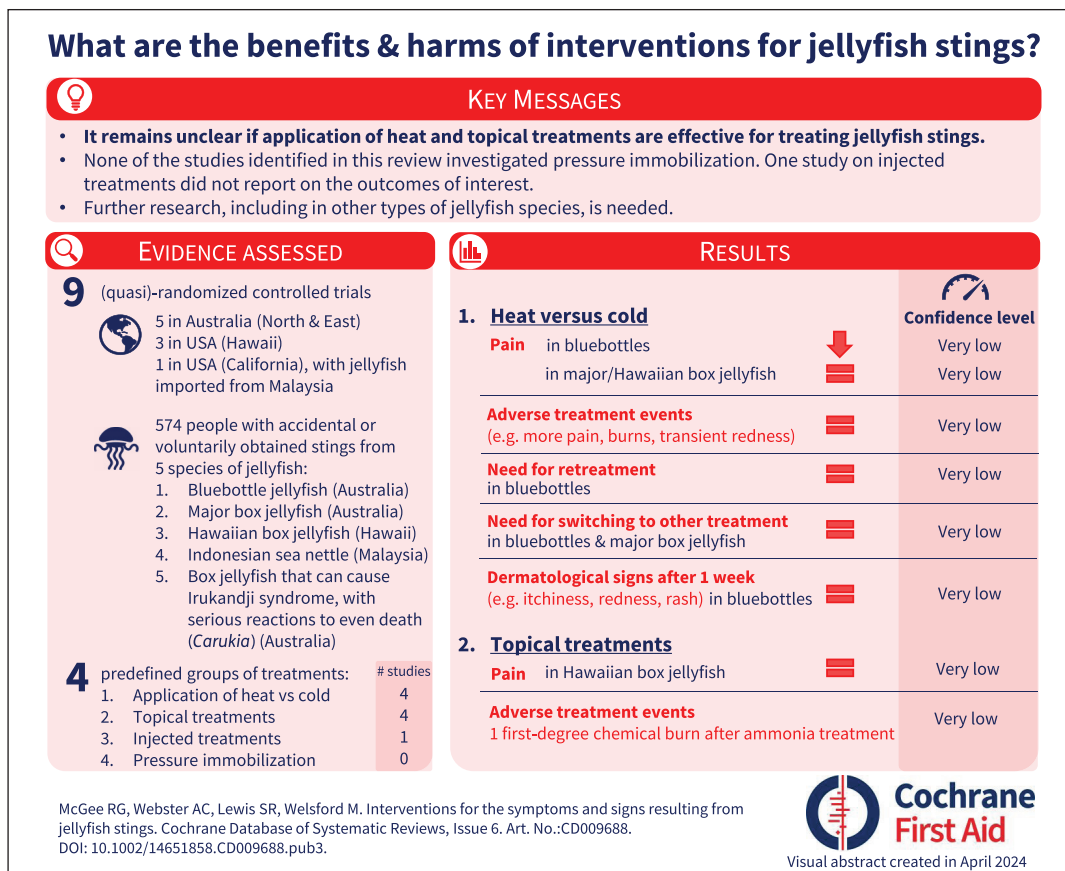 What are the benefits & harms of interventions for jellyfish stings?
KEY MESSAGES
• It remains unclear if application of heat and topical treatments are effective for treating jellyfish stings.
• None of the studies identified in this review investigated pressure immobilization. One study on injected
treatments did not report on the outcomes of interest.
• Further research, including in other types of jellyfish species, is needed.
EVIDENCE ASSESSED
9 (quasi)-randomized controlled trials
5 in Australia (North & East)
3 in USA (Hawaii)
1 in USA (California), with jellyfish
imported from Malaysia
574 people with accidental or
voluntarily obtained stings from
5 species of jellyfish:
1. Bluebottle jellyfish (Australia)
2. Major box jellyfish (Australia)
3. Hawaiian box jellyfish (Hawaii)
4. Indonesian sea nettle (Malaysia)
5. Box jellyfish that can cause
Irukandji syndrome, with
serious reactions to even death
(Carukia) (Australia)
4 predefined groups of treatments: # studies
1. Application of heat vs cold 4
2. Topical treatments 4
3. Injected treatments 1
4. Pressure immobilization 0
RESULTS
Confidence level
1. Heat versus cold
Pain in bluebottles Very low
in major/Hawaiian box jellyfish Very low
Adverse treatment events
(e.g. more pain, burns, transient redness) Very low
Need for retreatment
in bluebottles Very low
Need for switching to other treatment
in bluebottles & major box jellyfish Very low
Dermatological signs after 1 week
(e.g. itchiness, redness, rash) in bluebottles Very low
2. Topical treatments
Pain in Hawaiian box jellyfish Very low
Adverse treatment events
1 first-degree chemical burn after ammonia treatment Very low
McGee RG, Webster AC, Lewis SR, Welsford M. Interventions for the symptoms and signs resulting from
jellyfish stings. Cochrane Database of Systematic Reviews, Issue 6. Art. No.:CD009688.
DOI: 10.1002/14651858.CD009688.pub3.
Cochrane
First Aid
Visual abstract created in April 2024